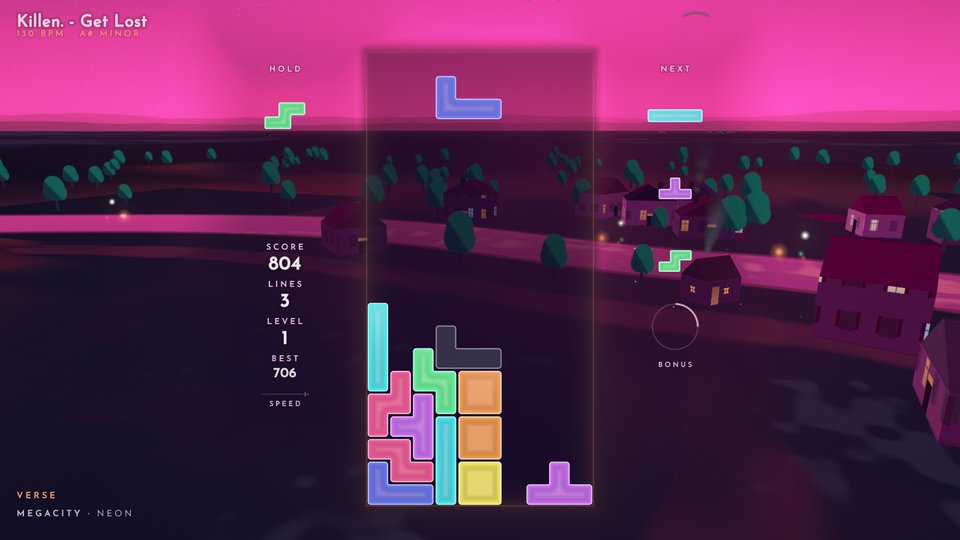 Killen. - Get Lost
130 BPM A# MINOR
HOLD
NEXT
SCORE
804
LINES
3
LEVEL
1
BEST
706
SPEED
BONUS
VERSE
MEGACITY · NEON